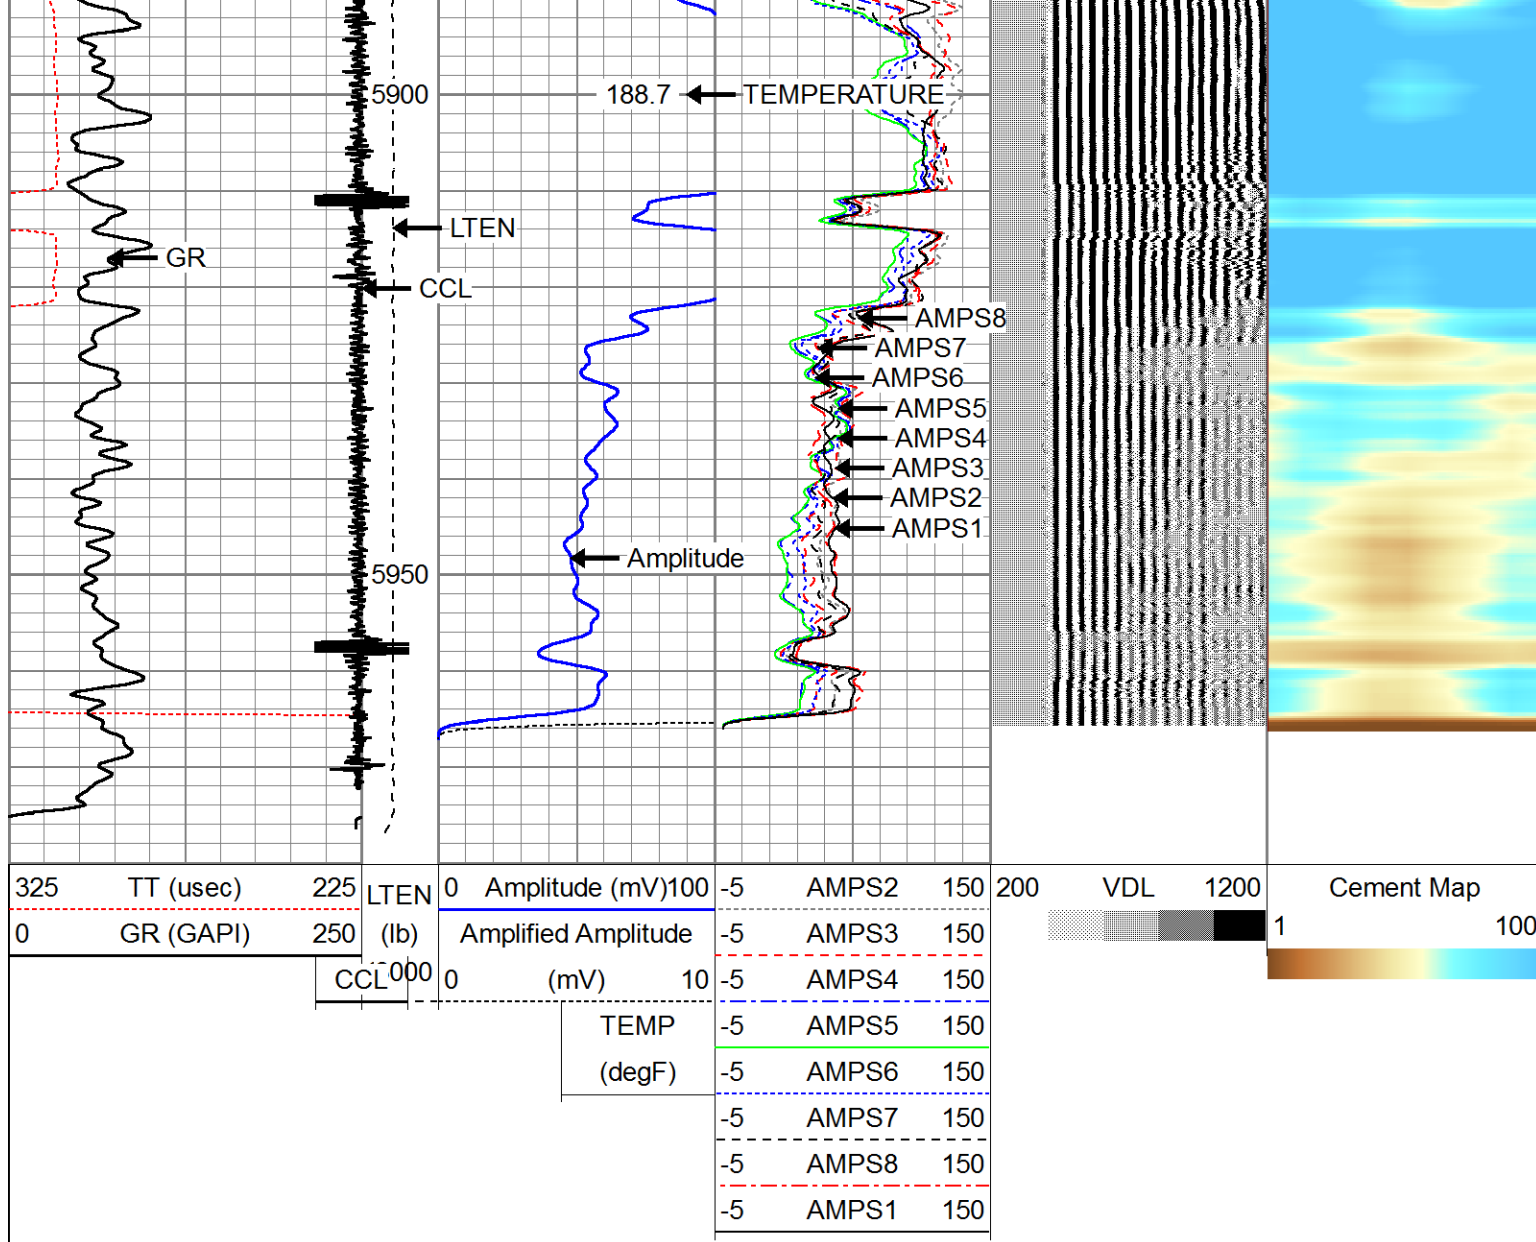 5900
188.7
TEMPERATURE
LTEN
GR
CCL
AMPS8
AMPS7
AMPS6
AMPS5
AMPS4
AMPS3
AMPS2
AMPS1
Amplitude
5950
325 TT (usec) 225
0 GR (GAPI) 250
LTEN
(lb)
000
CCL
0 Amplitude (mV)100
Amplified Amplitude
0 (mV) 10
TEMP
(degF)
-5 AMPS2 150
-5 AMPS3 150
-5 AMPS4 150
-5 AMPS5 150
-5 AMPS6 150
-5 AMPS7 150
-5 AMPS8 150
-5 AMPS1 150
200 VDL 1200
Cement Map
1 100